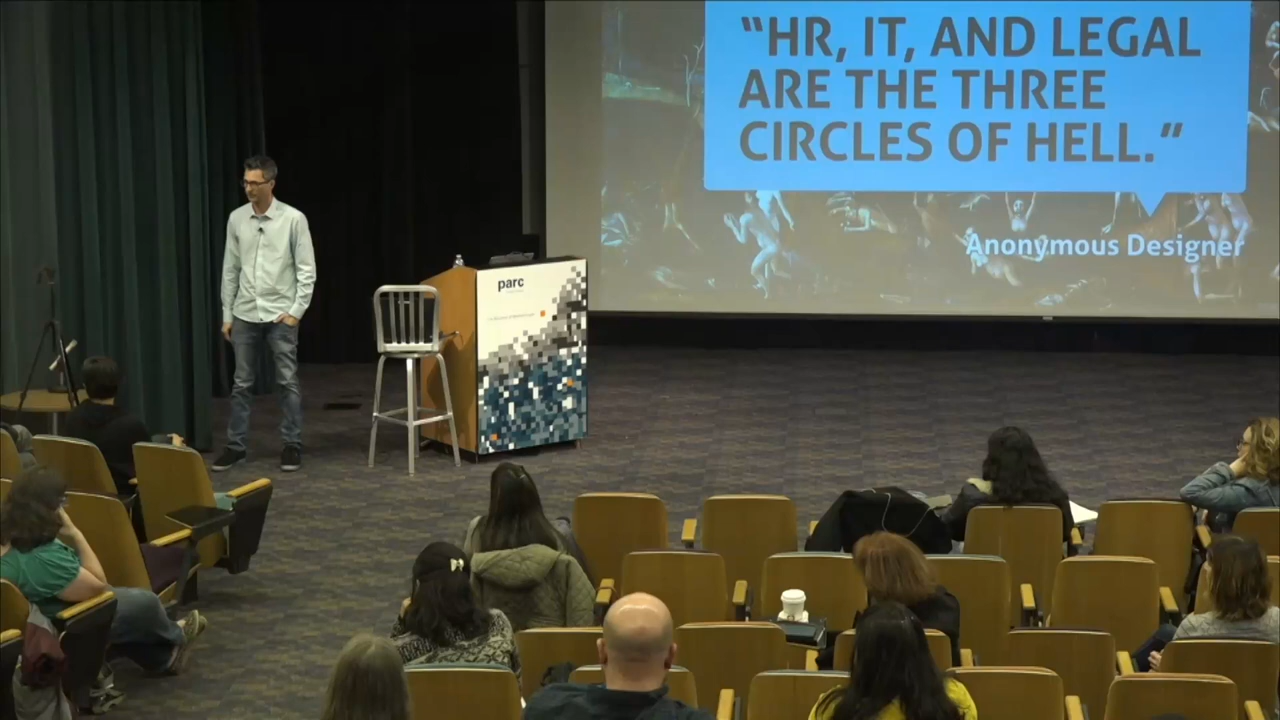 “HR, IT, AND LEGAL
ARE THE THREE
CIRCLES OF HELL.”
Anonymous Designer
parc